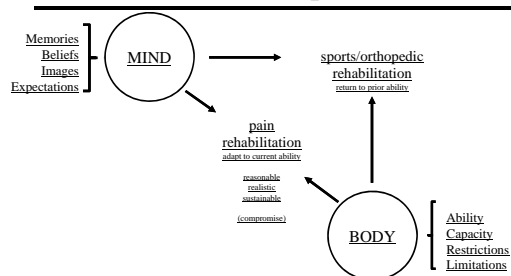 Memories
Beliefs
Images
Expectations
MIND
sports/orthopedic
rehabilitation
return to prior ability
pain
rehabilitation
adapt to current ability
reasonable
realistic
sustainable
(compromise)
BODY
Ability
Capacity
Restrictions
Limitations